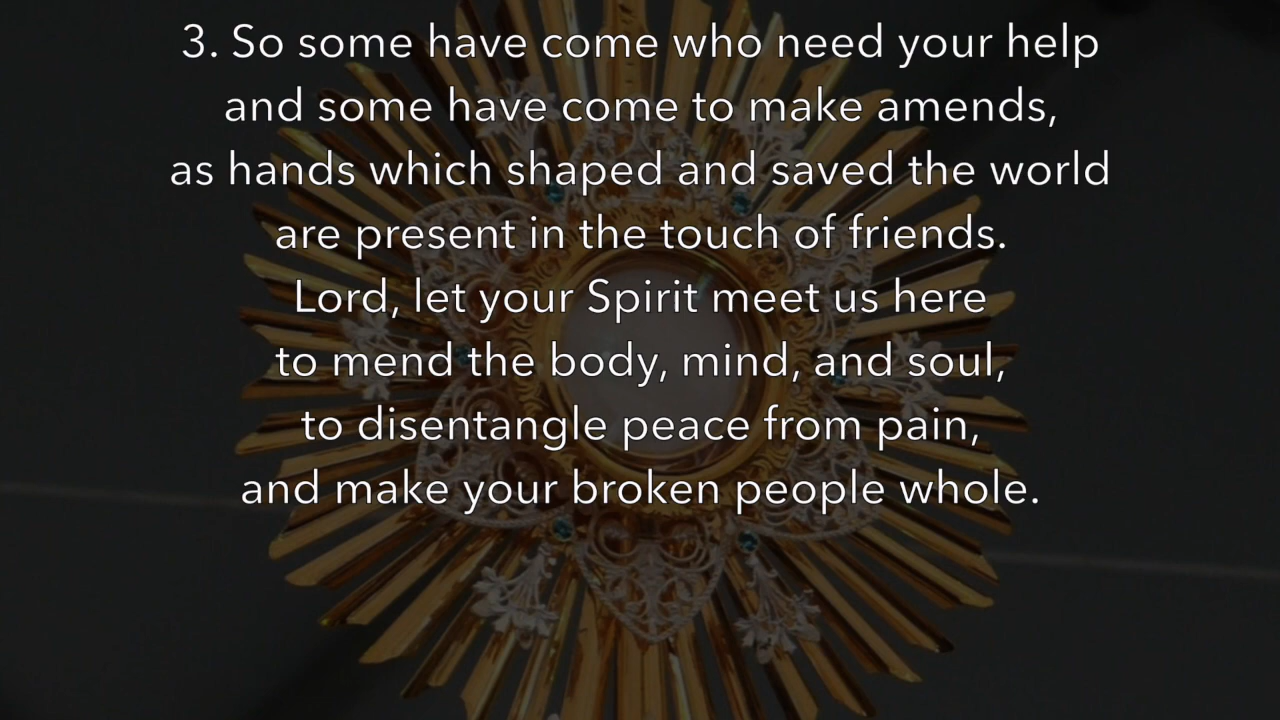 3. So some have come who need your help
and some have come to make amends,
as hands which shaped and saved the world
are present in the touch of friends.
Lord, let your Spirit meet us here
to mend the body, mind, and soul,
to disentangle peace from pain,
and make your broken people whole.